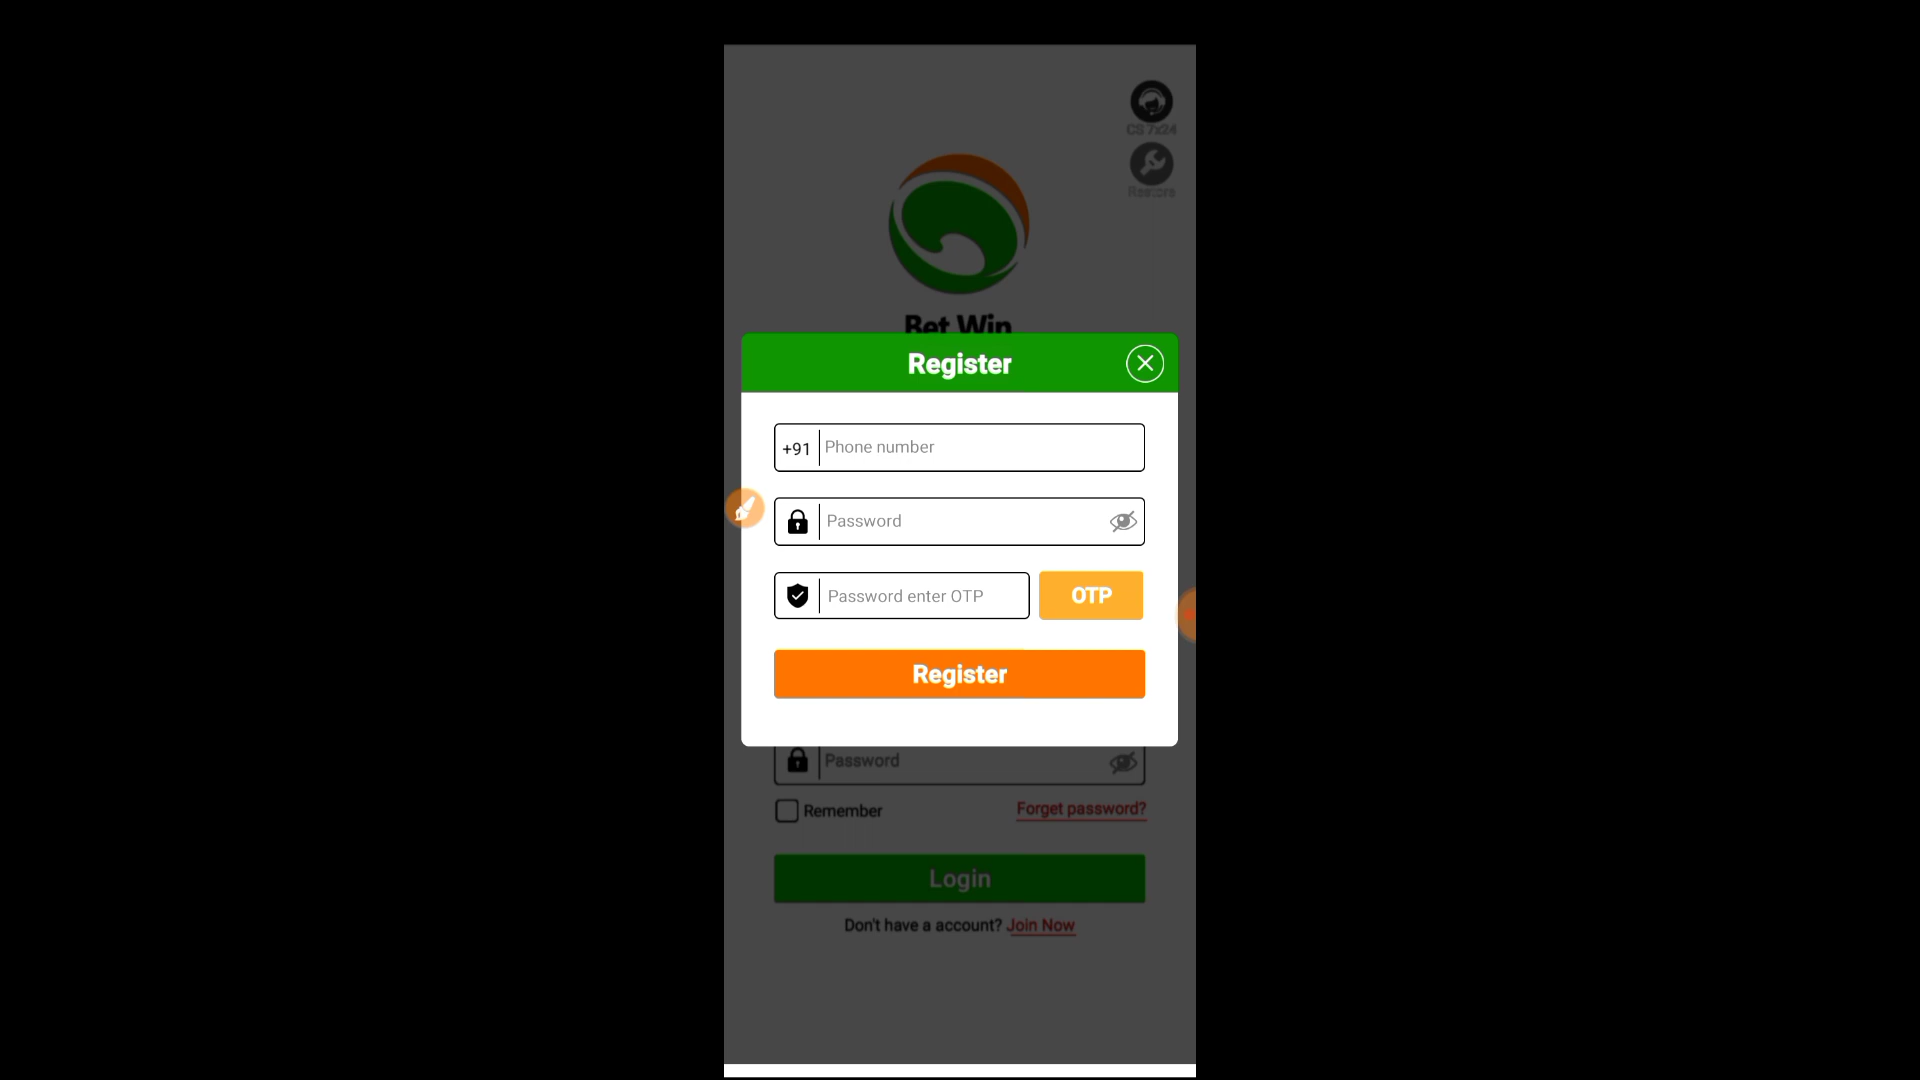 CS 7x24
Restore
Bet Win
Register
+91
Phone number
Password
Password enter OTP
OTP
Register
Password
Remember
Forget password?
Login
Don't have a account? Join Now